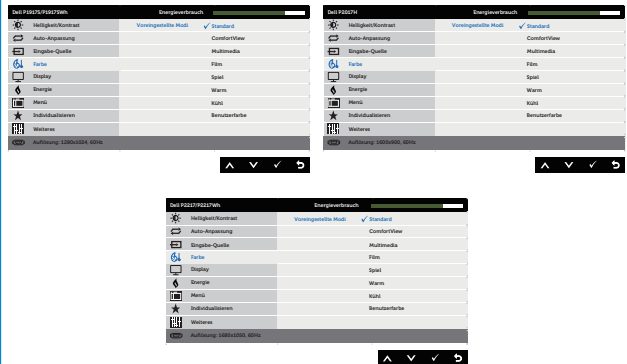 Dell P1917S/P1917SWh Energieverbrauch
Helligkeit/Kontrast Voreingestellte Modi ✓ Standard
Auto-Anpassung ComfortView
Eingabe-Quelle Multimedia
Farbe Film
Display Spiel
Energie Warm
Menü Kühl
Individualisieren Benutzerfarbe
Weiteres
Auflösung: 1280x1024, 60Hz
Dell P2017H Energieverbrauch
Helligkeit/Kontrast Voreingestellte Modi ✓ Standard
Auto-Anpassung ComfortView
Eingabe-Quelle Multimedia
Farbe Film
Display Spiel
Energie Warm
Menü Kühl
Individualisieren Benutzerfarbe
Weiteres
Auflösung: 1600x900, 60Hz
Dell P2217/P2217Wh Energieverbrauch
Helligkeit/Kontrast Voreingestellte Modi ✓ Standard
Auto-Anpassung ComfortView
Eingabe-Quelle Multimedia
Farbe Film
Display Spiel
Energie Warm
Menü Kühl
Individualisieren Benutzerfarbe
Weiteres
Auflösung: 1680x1050, 60Hz